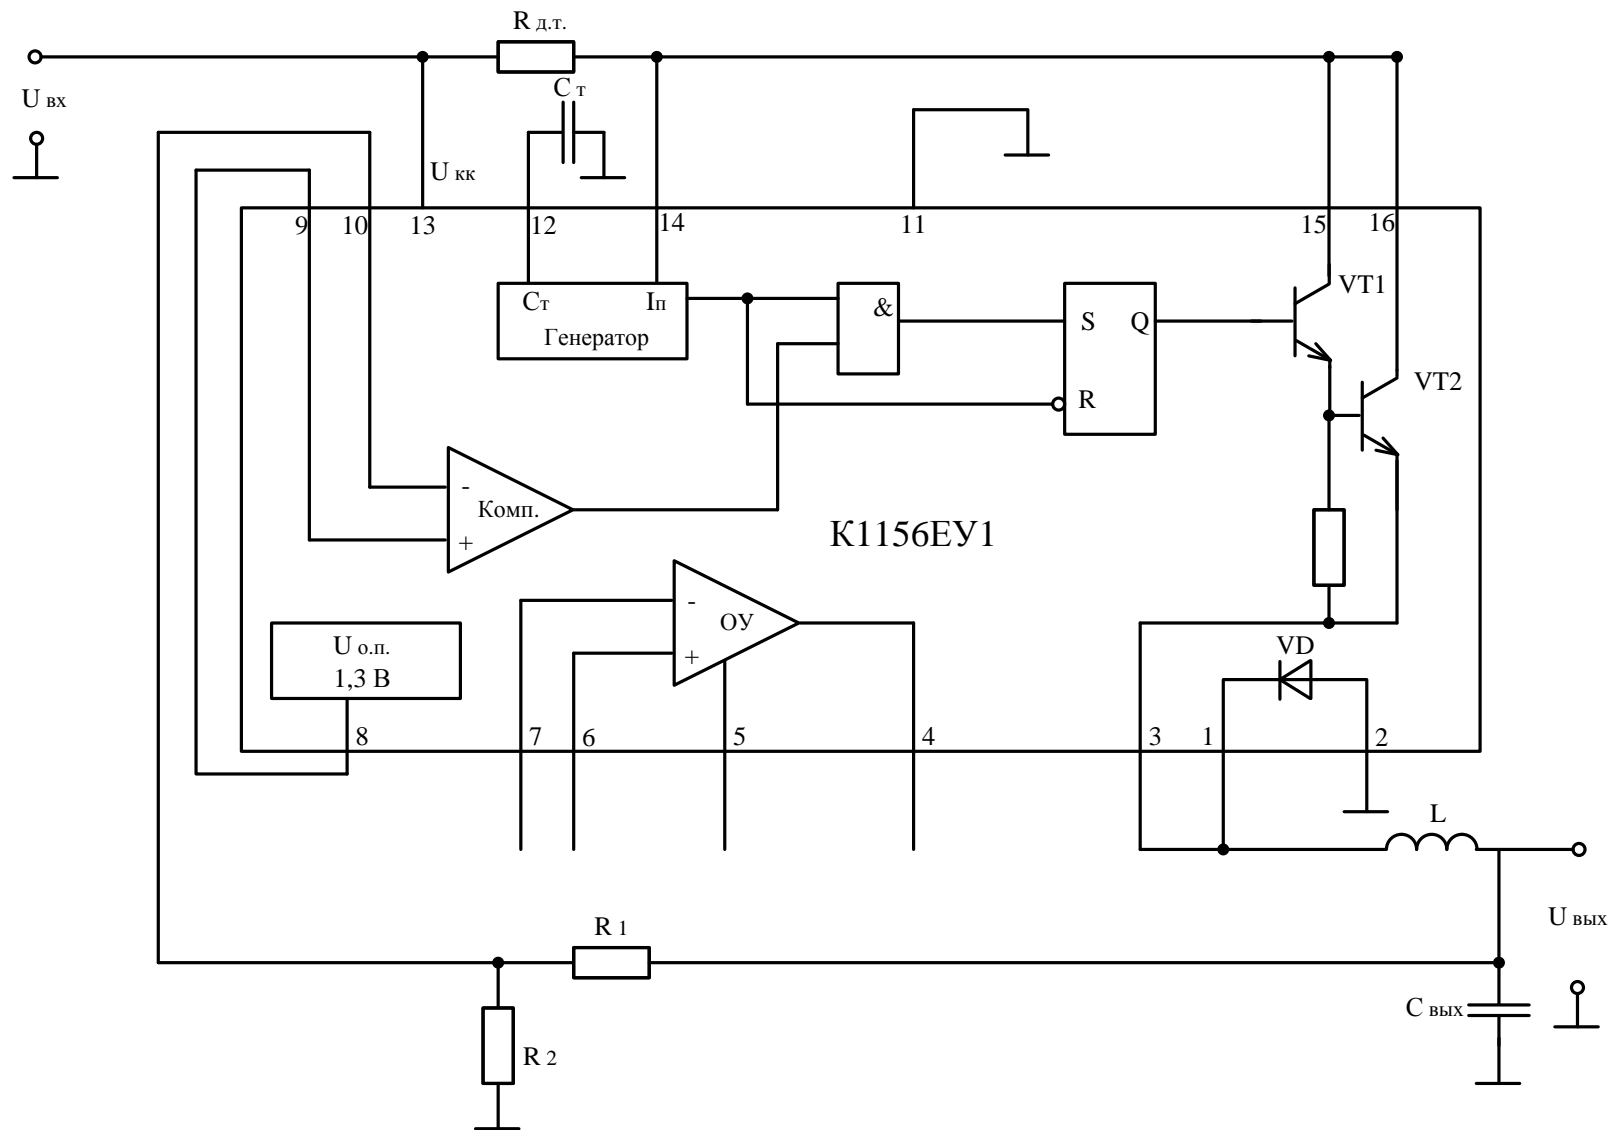 R д.т.
C т
U вх
U кк
9 10 13 12 14 11 15 16
VT1
Cт Iп
Генератор
&
S Q
R
VT2
-
Комп.
+
К1156ЕУ1
-
ОУ
+
U о.п.
1,3 В
VD
8 7 6 5 4 3 1 2
L
U вых
R 1
C вых
R 2